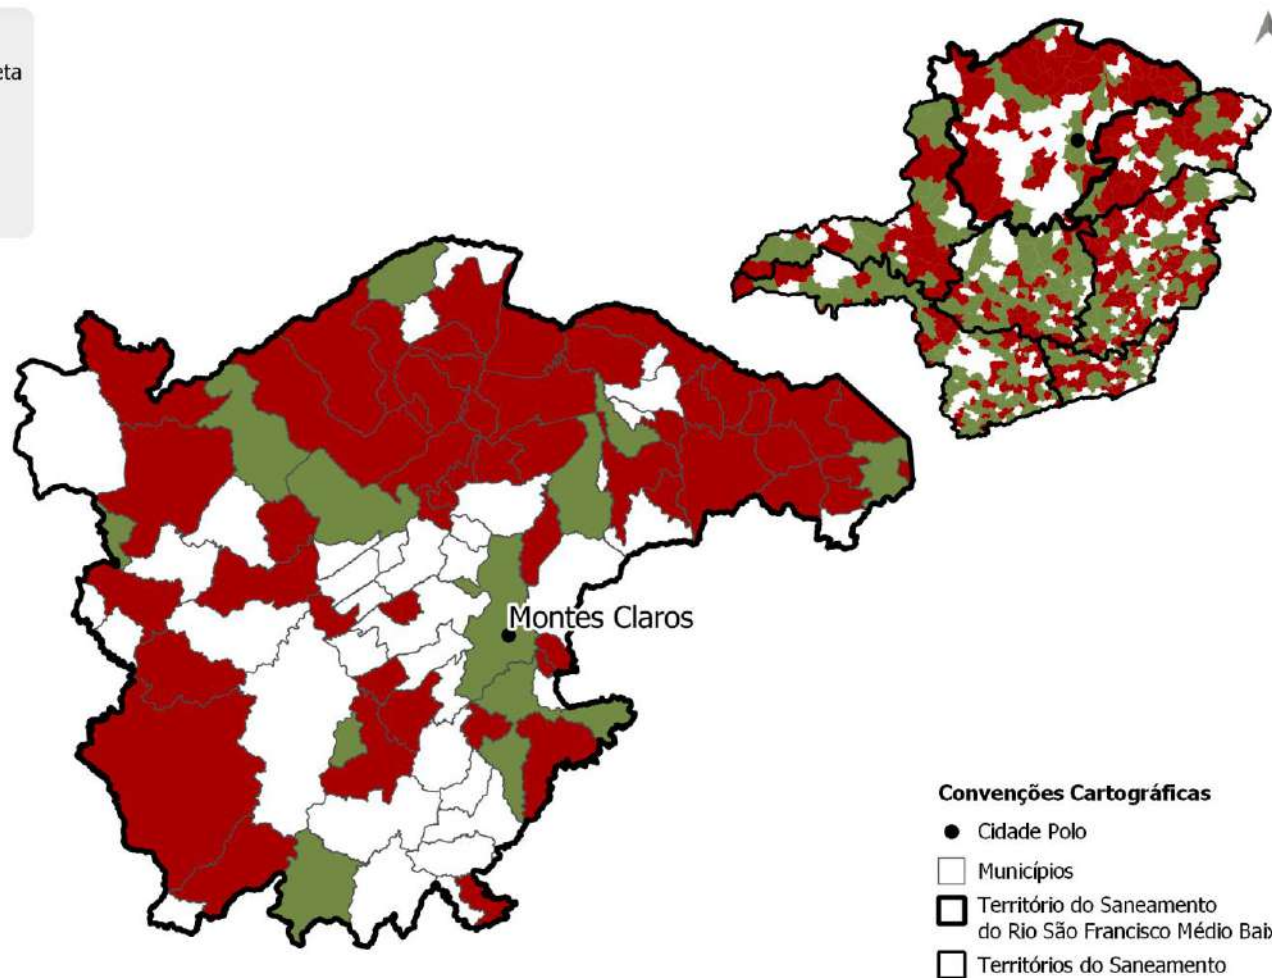 eta
Montes Claros
Convenções Cartográficas
Cidade Polo
Municípios
Território do Saneamento
do Rio São Francisco Médio Baix
Territórios do Saneamento